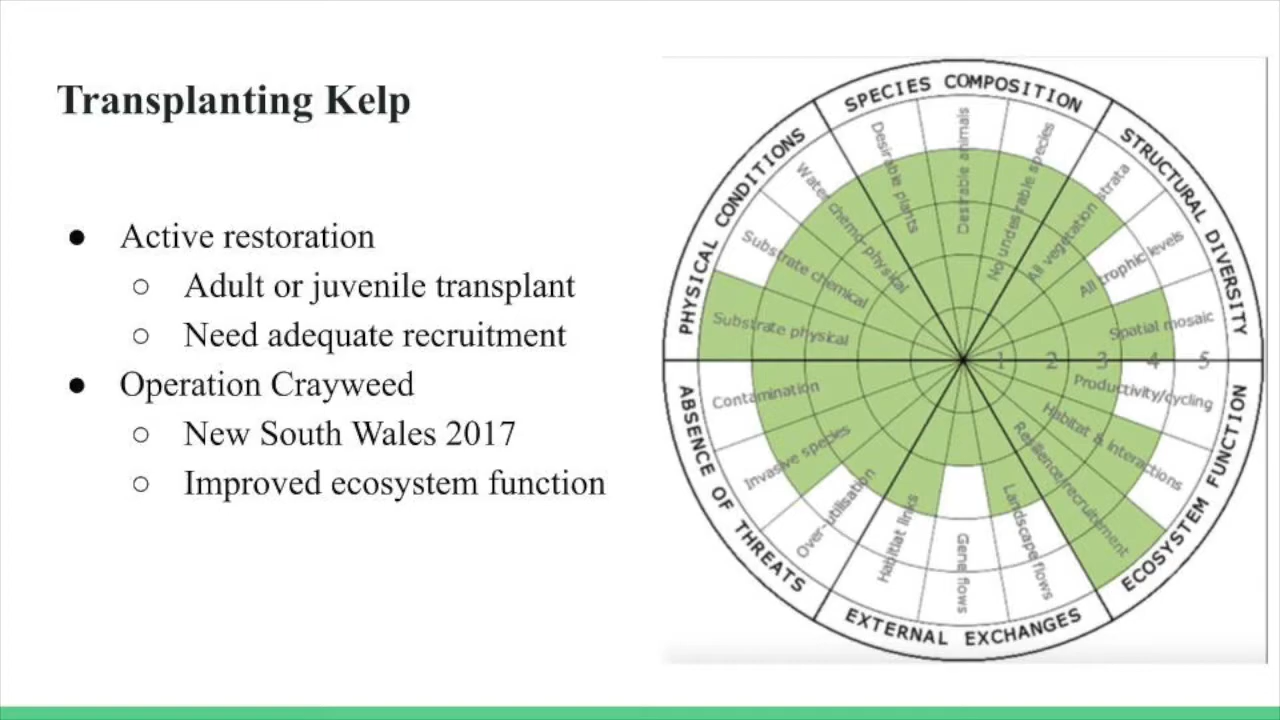 Transplanting Kelp
● Active restoration
○ Adult or juvenile transplant
○ Need adequate recruitment
● Operation Crayweed
○ New South Wales 2017
○ Improved ecosystem function
SPECIES COMPOSITION
Desirable plants
Desirable animals
No undesirable species
STRUCTURAL DIVERSITY
All vegetation strata
All trophic levels
Spatial mosaic
1 2 3 4 5
ECOSYSTEM FUNCTION
Productivity/cycling
Habitat & interactions
Resilience/recruitement
EXTERNAL EXCHANGES
Landscape flows
Gene flows
Habitlat links
ABSENCE OF THREATS
Over-utilisation
Invasive species
Contamination
PHYSICAL CONDITIONS
Substrate physical
Substrate chemical
Water chemo-physical